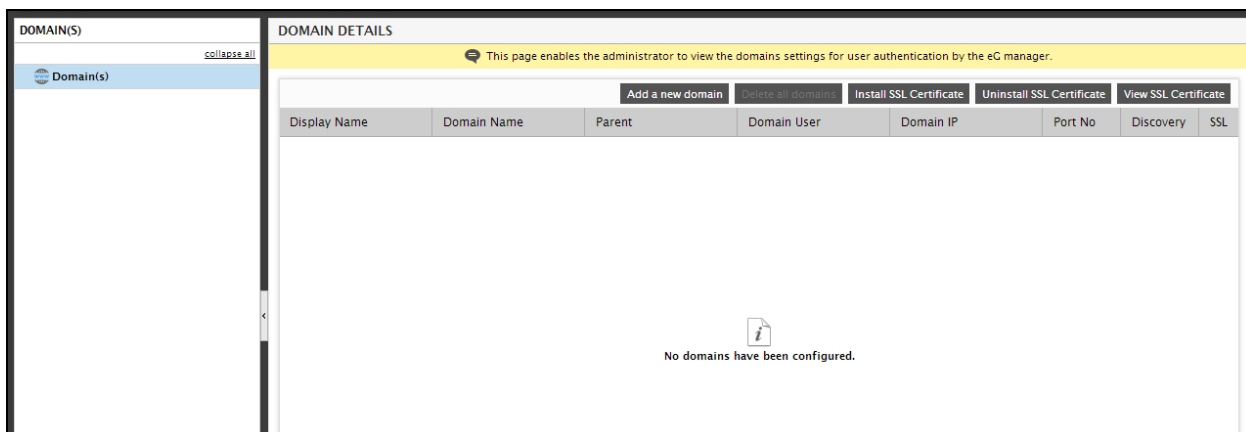 DOMAIN(S)
collapse all
Domain(s)
DOMAIN DETAILS
This page enables the administrator to view the domains settings for user authentication by the eG manager.
Add a new domain Delete all domains Install SSL Certificate Uninstall SSL Certificate View SSL Certificate
Display Name Domain Name Parent Domain User Domain IP Port No Discovery SSL
No domains have been configured.